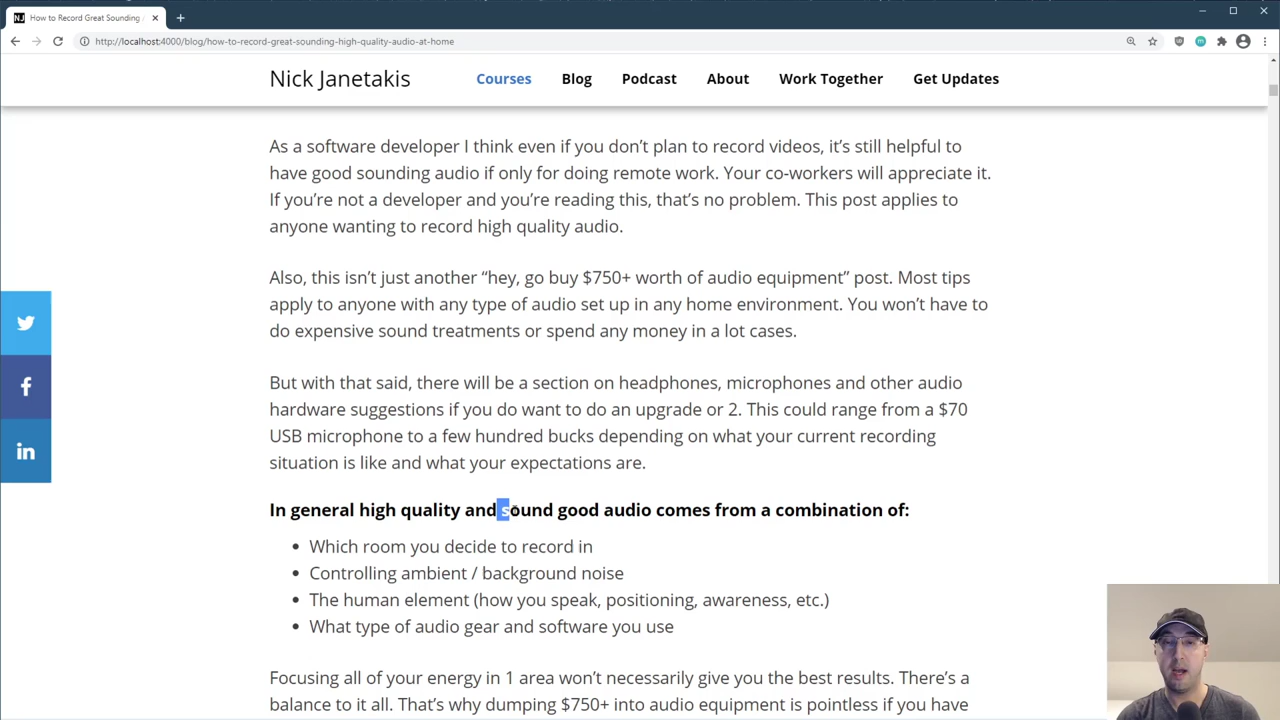 How to Record Great Sounding
http://localhost:4000/blog/how-to-record-great-sounding-high-quality-audio-at-home
Nick Janetakis
Courses Blog Podcast About Work Together Get Updates
As a software developer I think even if you don’t plan to record videos, it’s still helpful to
have good sounding audio if only for doing remote work. Your co-workers will appreciate it.
If you’re not a developer and you’re reading this, that’s no problem. This post applies to
anyone wanting to record high quality audio.
Also, this isn’t just another “hey, go buy $750+ worth of audio equipment” post. Most tips
apply to anyone with any type of audio set up in any home environment. You won’t have to
do expensive sound treatments or spend any money in a lot cases.
But with that said, there will be a section on headphones, microphones and other audio
hardware suggestions if you do want to do an upgrade or 2. This could range from a $70
USB microphone to a few hundred bucks depending on what your current recording
situation is like and what your expectations are.
In general high quality and sound good audio comes from a combination of:
• Which room you decide to record in
• Controlling ambient / background noise
• The human element (how you speak, positioning, awareness, etc.)
• What type of audio gear and software you use
Focusing all of your energy in 1 area won’t necessarily give you the best results. There’s a
balance to it all. That’s why dumping $750+ into audio equipment is pointless if you have